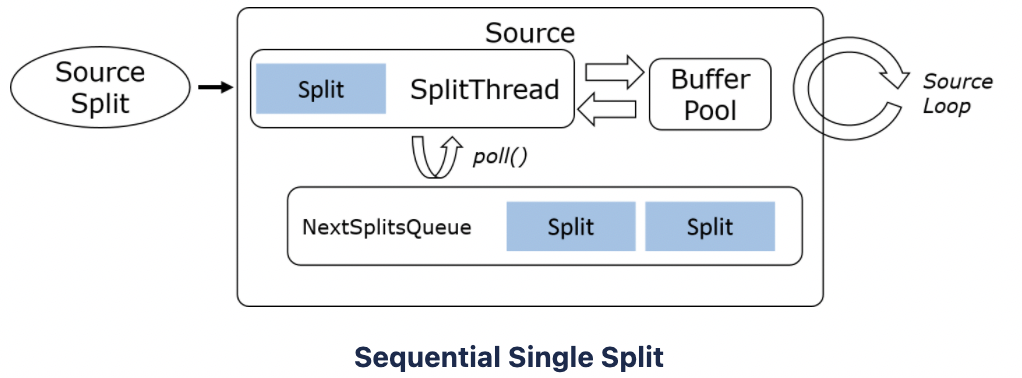 Source
Source
Split
Split
SplitThread
Buffer
Pool
Source
Loop
poll()
NextSplitsQueue
Split
Split
Sequential Single Split